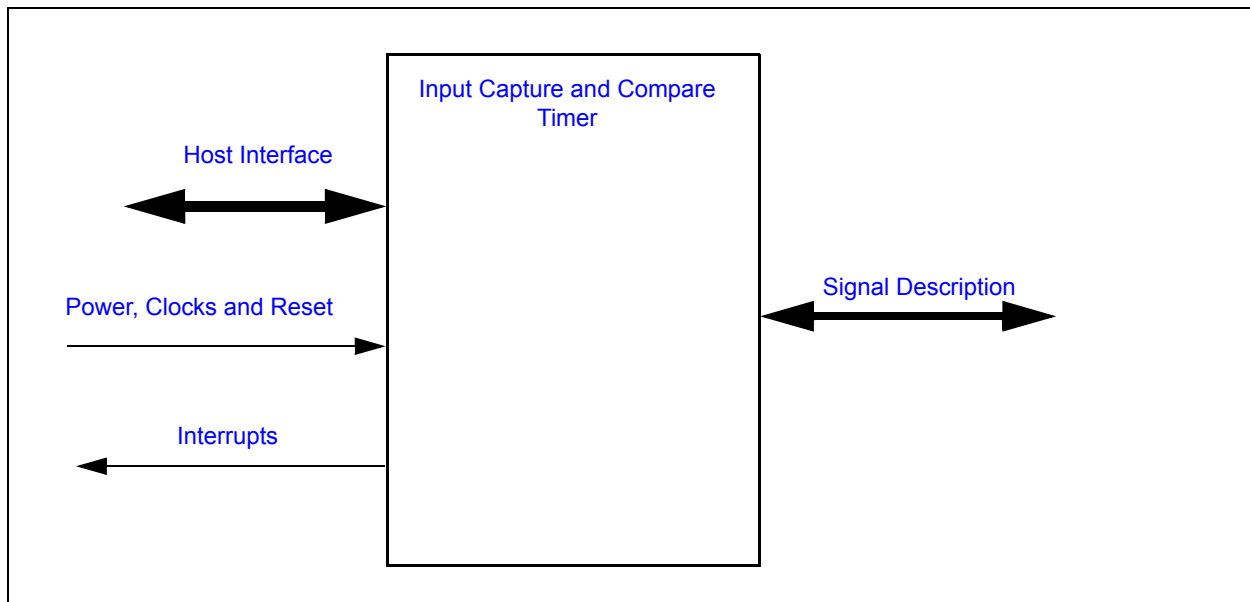 Input Capture and Compare
Timer
Host Interface
Power, Clocks and Reset
Signal Description
Interrupts